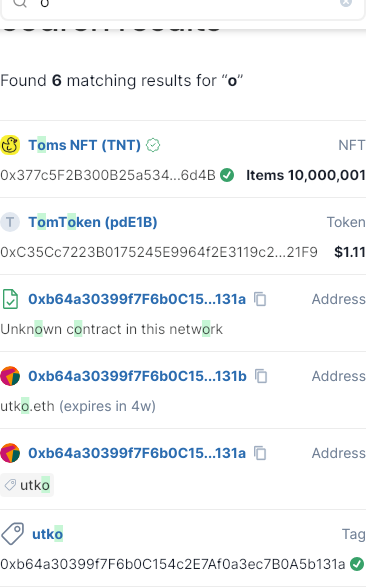 o
Found 6 matching results for “o”
Toms NFT (TNT) NFT
0x377c5F2B300B25a534...6d4B Items 10,000,001
T TomToken (pdE1B) Token
0xC35Cc7223B0175245E9964f2E3119c2...21F9 $1.11
0xb64a30399f7F6b0C15...131a Address
Unknown contract in this network
0xb64a30399f7F6b0C15...131b Address
utko.eth (expires in 4w)
0xb64a30399f7F6b0C15...131a Address
utko
utko Tag
0xb64a30399f7F6b0C154c2E7Af0a3ec7B0A5b131a